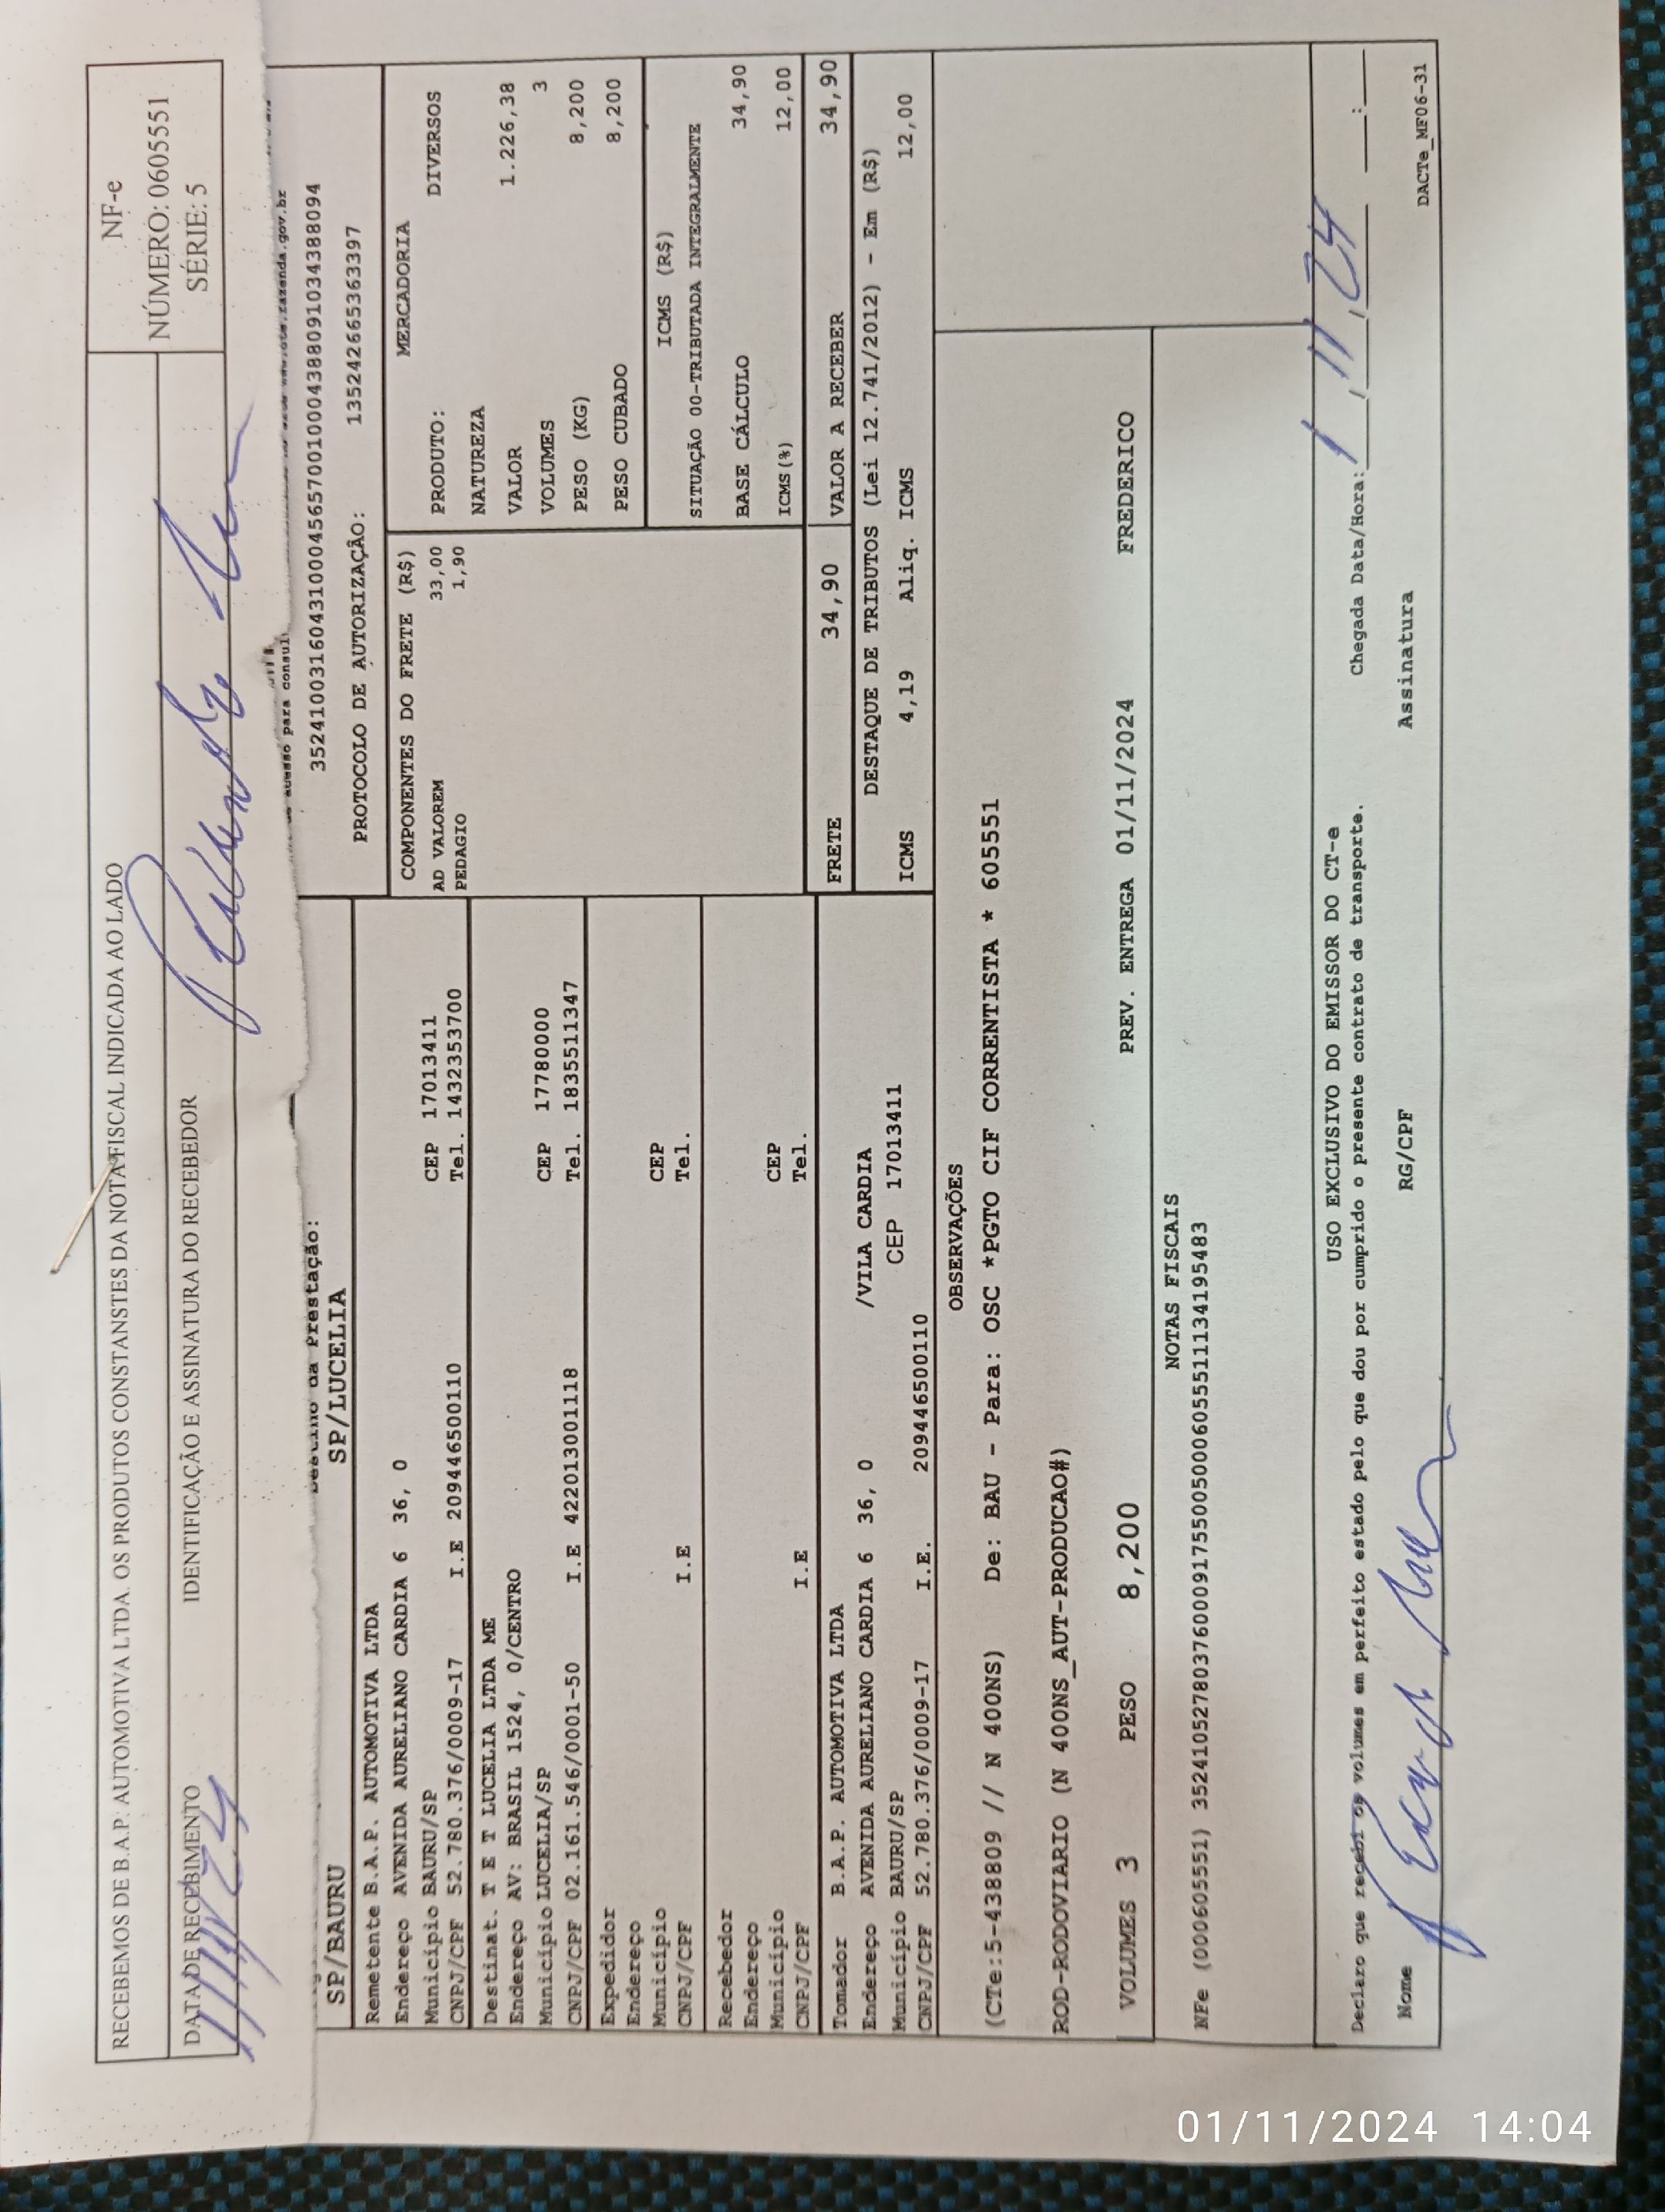 RECEBEMOS DE B.A.P. AUTOMOTIVA LTDA. OS PRODUTOS CONSTANSTES DA NOTA FISCAL INDICADA AO LADO
NF-e
NÚMERO: 0605551
SÉRIE: 5
DATA DE RECEBIMENTO
IDENTIFICAÇÃO E ASSINATURA DO RECEBEDOR
para consul
fazenda.gov.br
35241003160431000456570010004388091034388094
PROTOCOLO DE AUTORIZAÇÃO: 135242665363397
Destino da Prestação:
SP/BAURU SP/LUCELIA
Remetente B.A.P. AUTOMOTIVA LTDA
Endereço AVENIDA AURELIANO CARDIA 6 36, 0
Município BAURU/SP CEP 17013411
CNPJ/CPF 52.780.376/0009-17 I.E 209446500110 Tel. 1432353700
Destinat. T E T LUCELIA LTDA ME
Endereço AV: BRASIL 1524, 0/CENTRO
Município LUCELIA/SP CEP 17780000
CNPJ/CPF 02.161.546/0001-50 I.E 422013001118 Tel. 1835511347
Expedidor
Endereço
Município CEP
CNPJ/CPF I.E Tel.
Recebedor
Endereço
Município CEP
CNPJ/CPF I.E Tel.
Tomador B.A.P. AUTOMOTIVA LTDA
Endereço AVENIDA AURELIANO CARDIA 6 36, 0 /VILA CARDIA
Município BAURU/SP CEP 17013411
CNPJ/CPF 52.780.376/0009-17 I.E. 209446500110
COMPONENTES DO FRETE (R$)
AD VALOREM 33,00
PEDAGIO 1,90
MERCADORIA
PRODUTO: DIVERSOS
NATUREZA
VALOR 1.226,38
VOLUMES 3
PESO (KG) 8,200
PESO CUBADO 8,200
ICMS (R$)
SITUAÇÃO 00-TRIBUTADA INTEGRALMENTE
BASE CÁLCULO 34,90
ICMS(%) 12,00
FRETE 34,90 VALOR A RECEBER 34,90
DESTAQUE DE TRIBUTOS (Lei 12.741/2012) - Em (R$)
ICMS 4,19 Aliq. ICMS 12,00
OBSERVAÇÕES
(CTe:5-438809 // N 400NS) De: BAU - Para: OSC *PGTO CIF CORRENTISTA * 605551
ROD-RODOVIARIO (N 400NS_AUT-PRODUCAO#)
VOLUMES 3 PESO 8,200 PREV. ENTREGA 01/11/2024 FREDERICO
NOTAS FISCAIS
NFe (000605551) 35241052780376000917550050006055511134195483
USO EXCLUSIVO DO EMISSOR DO CT-e
Declaro que recebi os volumes em perfeito estado pelo que dou por cumprido o presente contrato de transporte. Chegada Data/Hora: 1 / 11 / 24 :
Nome RG/CPF Assinatura
DACTe_MF06-31
01/11/2024 14:04